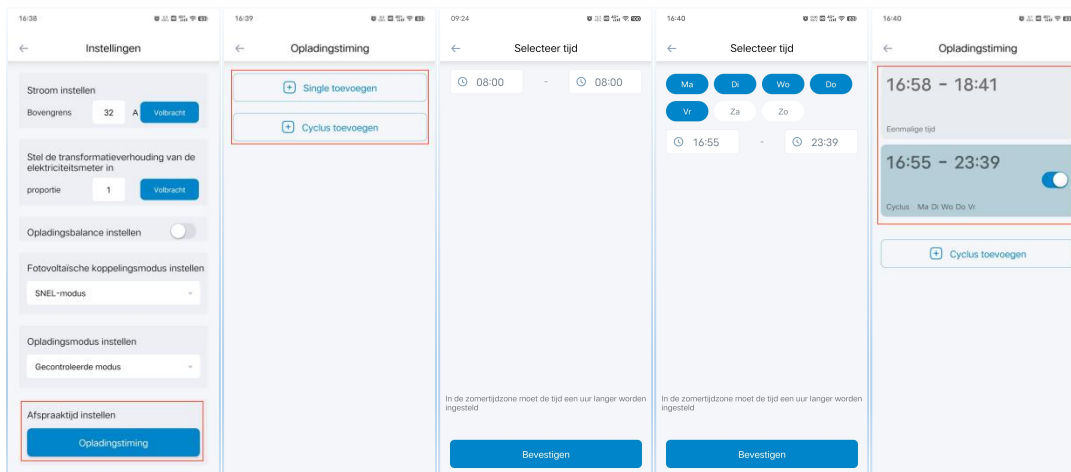 16:38
Instellingen
Stroom instellen
Bovengrens 32 A Volbracht
Stel de transformatieverhouding van de
elektriciteitsmeter in
proportie 1 Volbracht
Opladingsbalance instellen
Fotovoltaïsche koppelingsmodus instellen
SNEL-modus
Opladingsmodus instellen
Gecontroleerde modus
Afspraaktijd instellen
Opladingstiming
16:39
Opladingstiming
Single toevoegen
Cyclus toevoegen
09:24
Selecteer tijd
08:00 - 08:00
In de zomertijdzone moet de tijd een uur langer worden
ingesteld
Bevestigen
16:40
Selecteer tijd
Ma Di Wo Do
Vr Za Zo
16:55 - 23:39
In de zomertijdzone moet de tijd een uur langer worden
ingesteld
Bevestigen
16:40
Opladingstiming
16:58 - 18:41
Eenmalige tijd
16:55 - 23:39
Cyclus Ma Di Wo Do Vr
Cyclus toevoegen